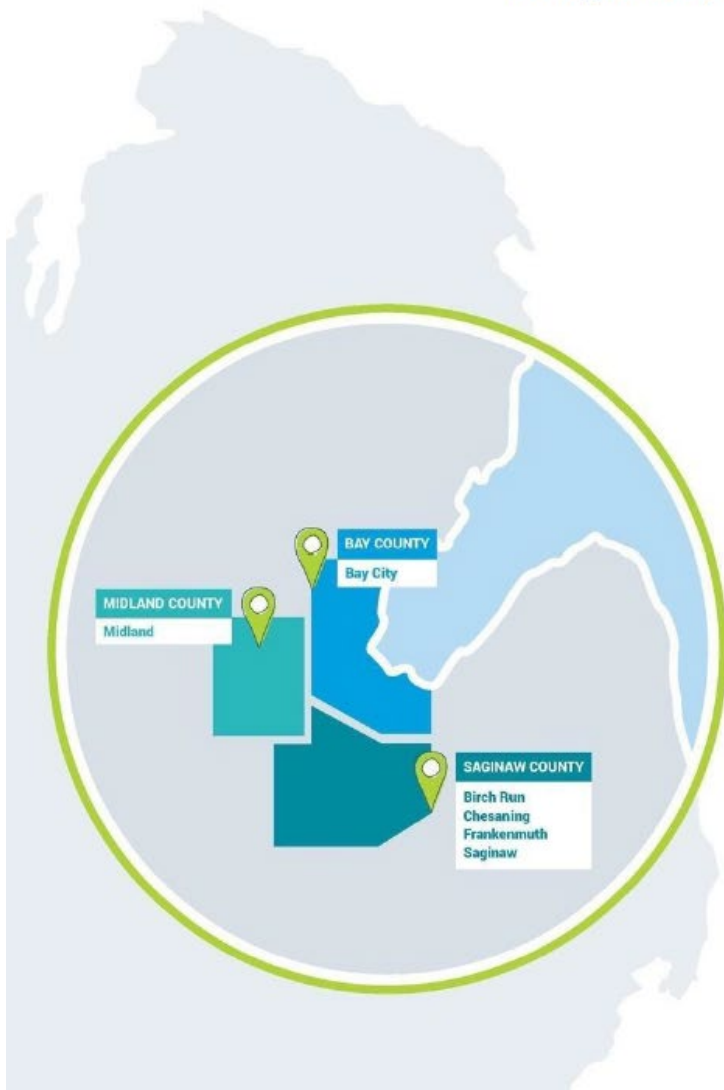 BAY COUNTY
Bay City
MIDLAND COUNTY
Midland
SAGINAW COUNTY
Birch Run
Chesaning
Frankenmuth
Saginaw